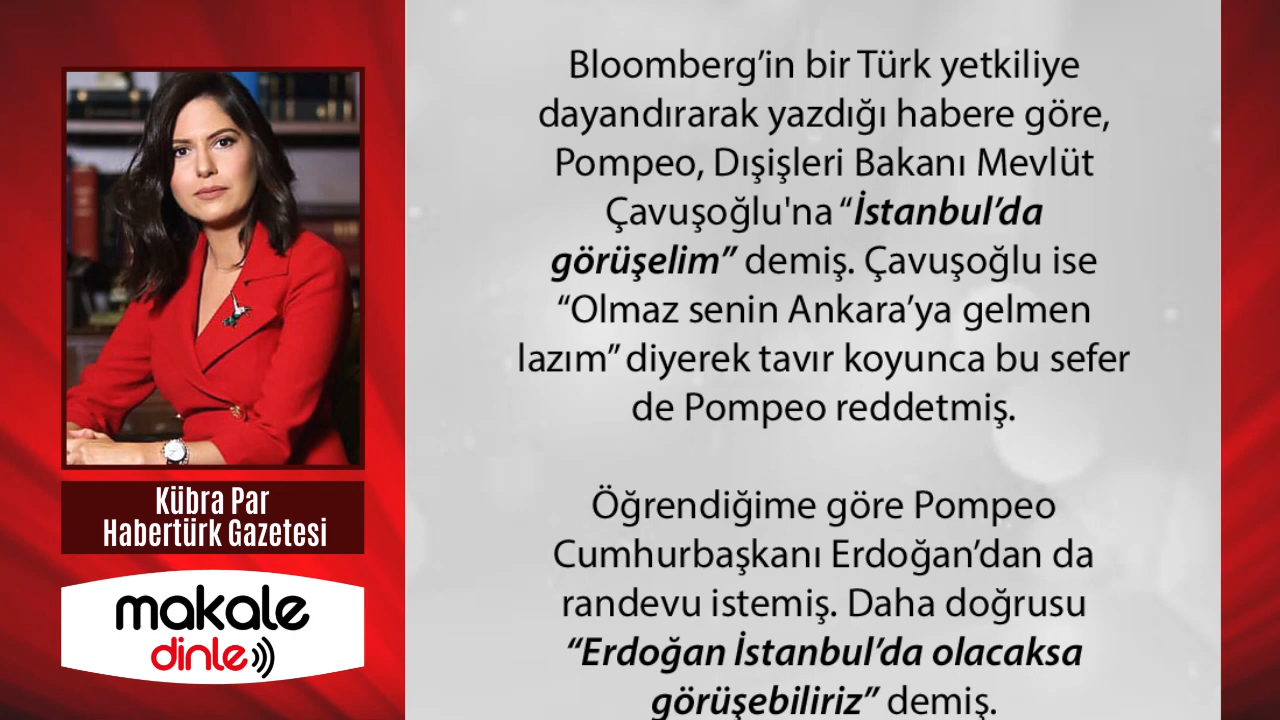 Kübra Par
Habertürk Gazetesi
makale
dinle
Bloomberg’in bir Türk yetkiliye
dayandırarak yazdığı habere göre,
Pompeo, Dışişleri Bakanı Mevlüt
Çavuşoğlu'na “İstanbul’da
görüşelim” demiş. Çavuşoğlu ise
“Olmaz senin Ankara’ya gelmen
lazım” diyerek tavır koyunca bu sefer
de Pompeo reddetmiş.
Öğrendiğime göre Pompeo
Cumhurbaşkanı Erdoğan’dan da
randevu istemiş. Daha doğrusu
“Erdoğan İstanbul’da olacaksa
görüşebiliriz” demiş.